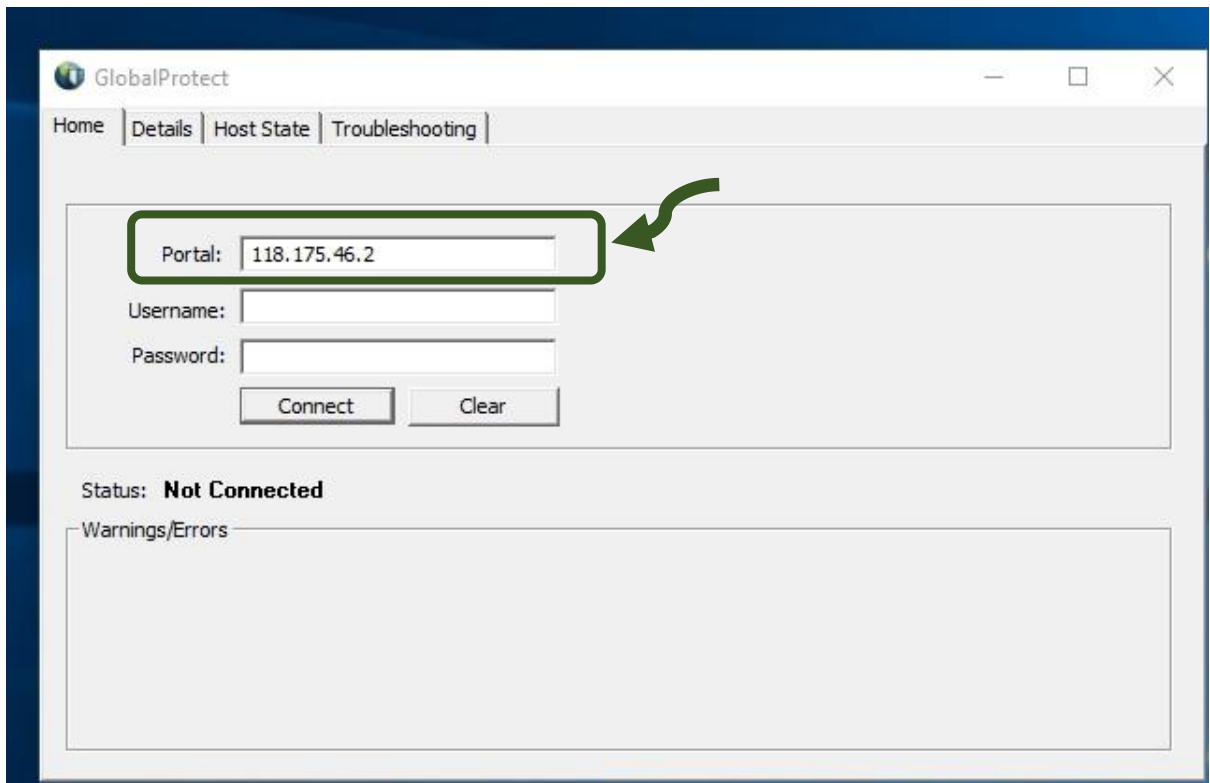 GlobalProtect
Home Details Host State Troubleshooting
Portal: 118.175.46.2
Username:
Password:
Connect Clear
Status: Not Connected
Warnings/Errors